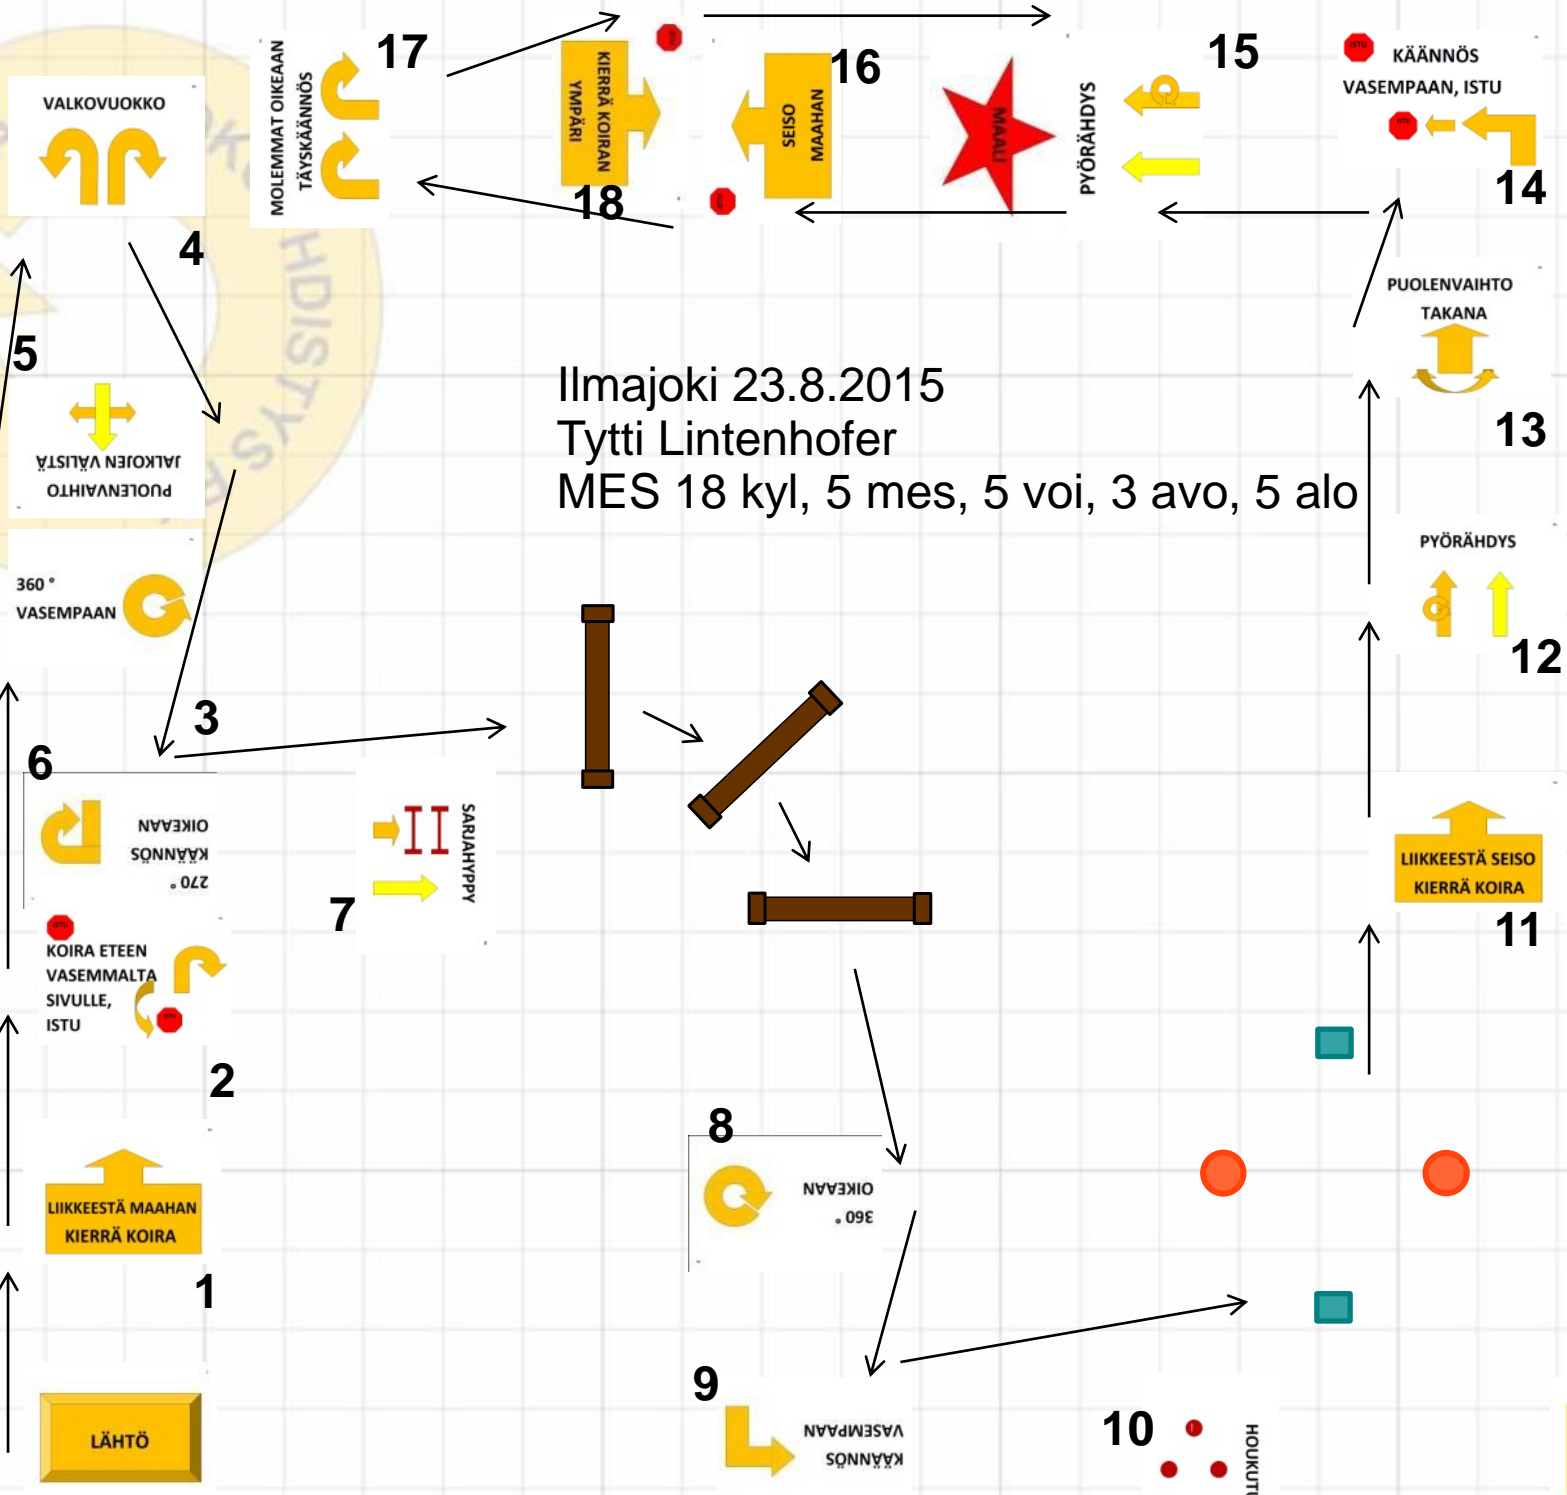 VALKOVUOKKO
4
MOLEMMAT OIKEAAN
TÄYSKÄÄNNÖS
17
KIERRÄ KOIRAN
YMPÄRI
18
SEISO
MAAHAN
16
MAALI
PYÖRÄHDYS
15
ISTU
KÄÄNNÖS
VASEMPAAN, ISTU
14
PUOLENVAIHTO
TAKANA
13
HDISTYS
5
PUOLENVAIHTO
JALKOJEN VÄLISTÄ
Ilmajoki 23.8.2015
Tytti Lintenhofer
MES 18 kyl, 5 mes, 5 voi, 3 avo, 5 alo
PYÖRÄHDYS
12
360 °
VASEMPAAN
3
6
270 °
KÄÄNNÖS
OIKEAAN
SARJAHYPPY
7
LIIKKEESTÄ SEISO
KIERRÄ KOIRA
11
KOIRA ETEEN
VASEMMALTA
SIVULLE,
ISTU
2
LIIKKEESTÄ MAAHAN
KIERRÄ KOIRA
1
8
360 °
OIKEAAN
9
KÄÄNNÖS
VASEMPAAN
10
HOUKUTU
LÄHTÖ